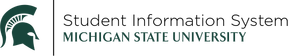 Student Information System
MICHIGAN STATE UNIVERSITY